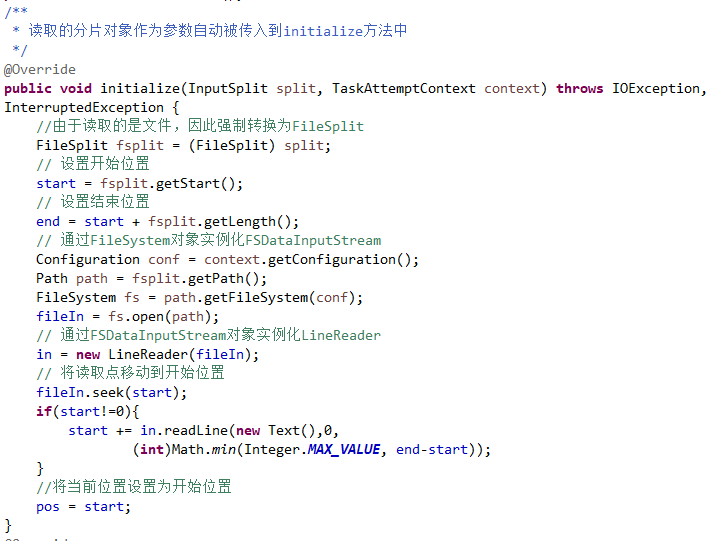 /**
 * 读取的分片对象作为参数自动被传入到initialize方法中
 */
@Override
public void initialize(InputSplit split, TaskAttemptContext context) throws IOException,
InterruptedException {
    //由于读取的是文件，因此强制转换为FileSplit
    FileSplit fsplit = (FileSplit) split;
    // 设置开始位置
    start = fsplit.getStart();
    // 设置结束位置
    end = start + fsplit.getLength();
    // 通过FileSystem对象实例化FSDataInputStream
    Configuration conf = context.getConfiguration();
    Path path = fsplit.getPath();
    FileSystem fs = path.getFileSystem(conf);
    fileIn = fs.open(path);
    // 通过FSDataInputStream对象实例化LineReader
    in = new LineReader(fileIn);
    // 将读取点移动到开始位置
    fileIn.seek(start);
    if(start!=0){
        start += in.readLine(new Text(),0,
                (int)Math.min(Integer.MAX_VALUE, end-start));
    }
    //将当前位置设置为开始位置
    pos = start;
}